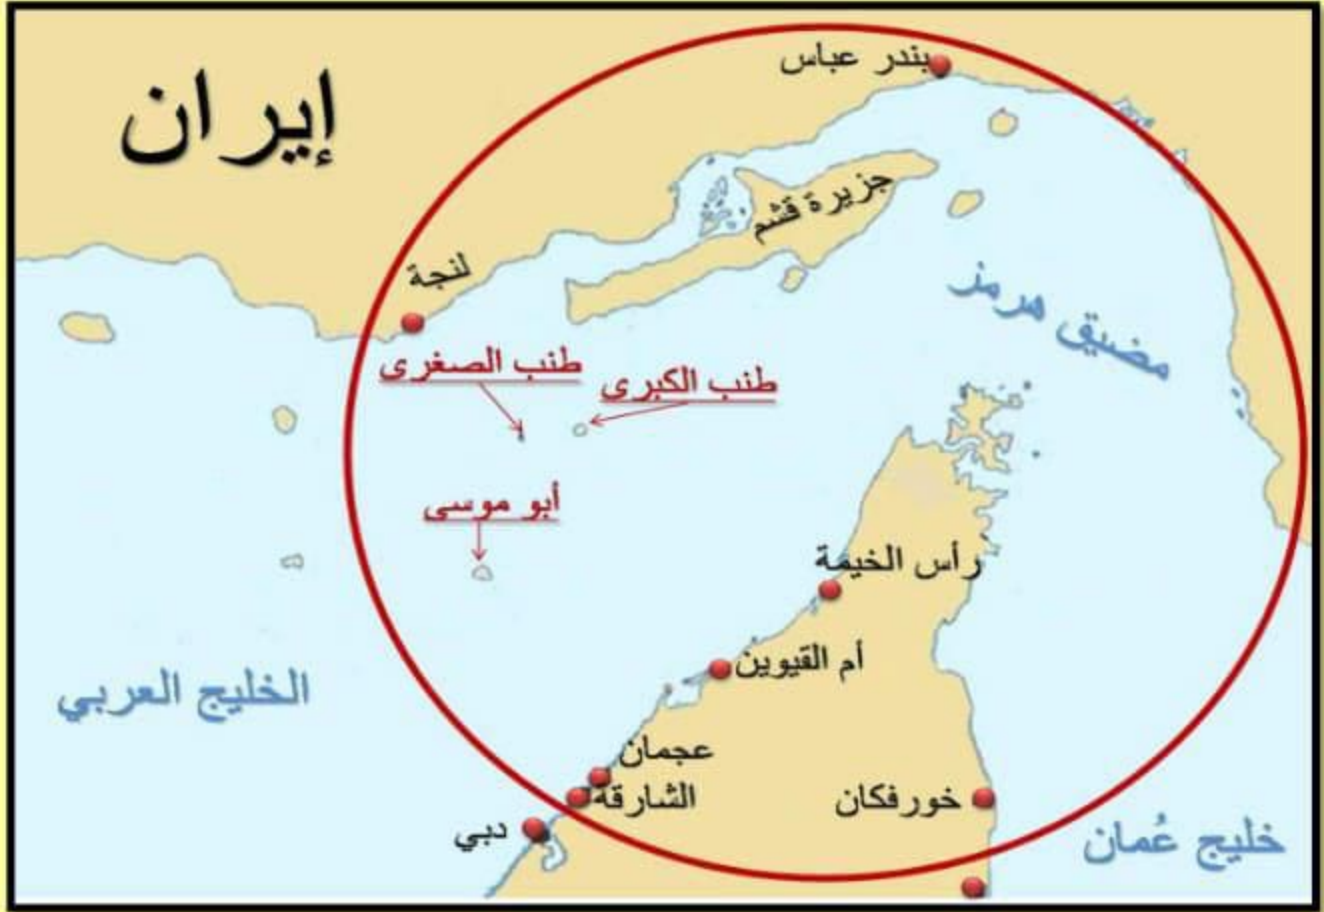 بندر عباس
إيران
جزيرة قشم
لنجة
مضيق هرمز
طنب الصغرى
طنب الكبرى
أبو موسى
رأس الخيمة
أم القيوين
الخليج العربي
عجمان
الشارقة
خورفكان
دبي
خليج عُمان